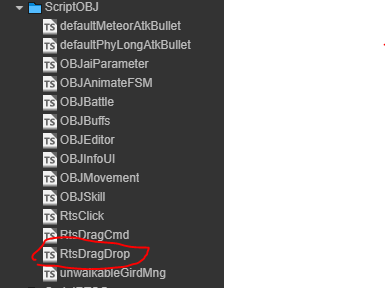 ScriptOBJ
TS defaultMeteorAtkBullet
TS defaultPhyLongAtkBullet
TS OBJaiParameter
TS OBJAnimateFSM
TS OBJBattle
TS OBJBuffs
TS OBJEditor
TS OBJInfoUI
TS OBJMovement
TS OBJSkill
TS RtsClick
TS RtsDragCmd
TS RtsDragDrop
TS unwalkableGirdMng